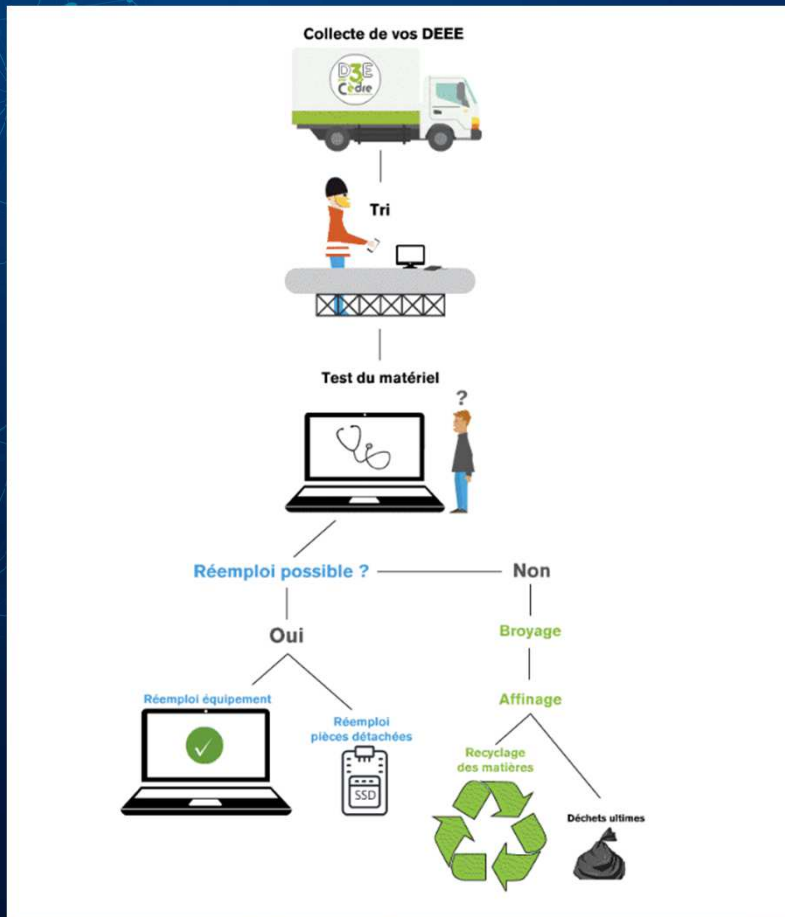 Collecte de vos DEEE
D3E
Cèdre
Tri
Test du matériel
?
Réemploi possible ?
Non
Oui
Broyage
Réemploi équipement
Affinage
Réemploi
pièces détachées
Recyclage
des matières
SSD
Déchets ultimes